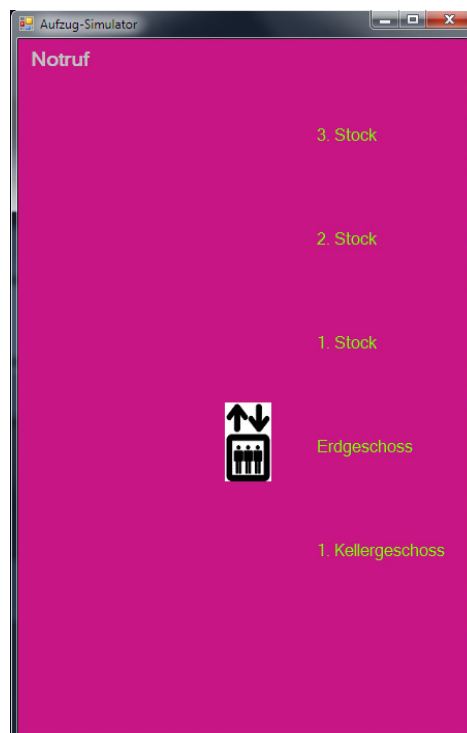 Aufzug-Simulator
Notruf
3. Stock
2. Stock
1. Stock
Erdgeschoss
1. Kellergeschoss